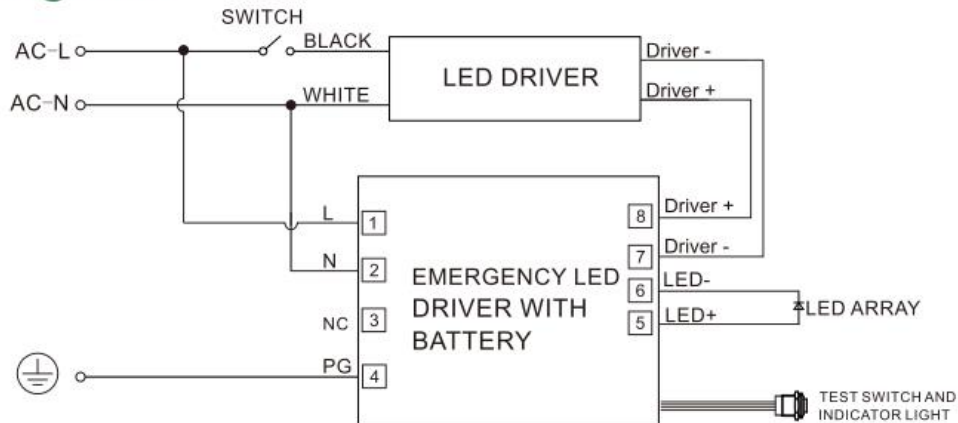 SWITCH
AC-L
BLACK
LED DRIVER
Driver -
AC-N
WHITE
Driver +
L
1
8
Driver +
N
2
7
Driver -
EMERGENCY LED
DRIVER WITH
BATTERY
6
LED-
NC
3
5
LED+
LED ARRAY
PG
4
TEST SWITCH AND
INDICATOR LIGHT